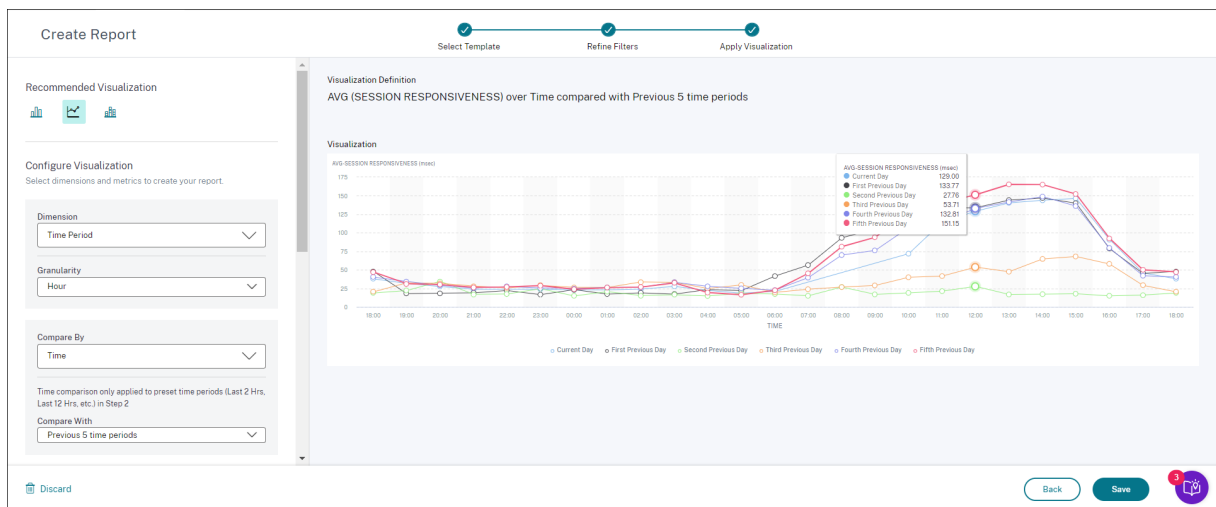 Create Report
Select Template
Refine Filters
Apply Visualization
Recommended Visualization
Configure Visualization
Select dimensions and metrics to create your report.
Dimension
Time Period
Granularity
Hour
Compare By
Time
Time comparison only applied to preset time periods (Last 2 Hrs,
Last 12 Hrs, etc.) in Step 2
Compare With
Previous 5 time periods
Visualization Definition
AVG (SESSION RESPONSIVENESS) over Time compared with Previous 5 time periods
Visualization
AVG-SESSION RESPONSIVENESS (msec)
175
150
125
100
75
50
25
0
AVG-SESSION RESPONSIVENESS (msec)
Current Day 129.00
First Previous Day 133.77
Second Previous Day 27.76
Third Previous Day 53.71
Fourth Previous Day 132.81
Fifth Previous Day 151.15
18:00 19:00 20:00 21:00 22:00 23:00 00:00 01:00 02:00 03:00 04:00 05:00 06:00 07:00 08:00 09:00 10:00 11:00 12:00 13:00 14:00 15:00 16:00 17:00 18:00
TIME
Current Day First Previous Day Second Previous Day Third Previous Day Fourth Previous Day Fifth Previous Day
Discard
Back
Save
3